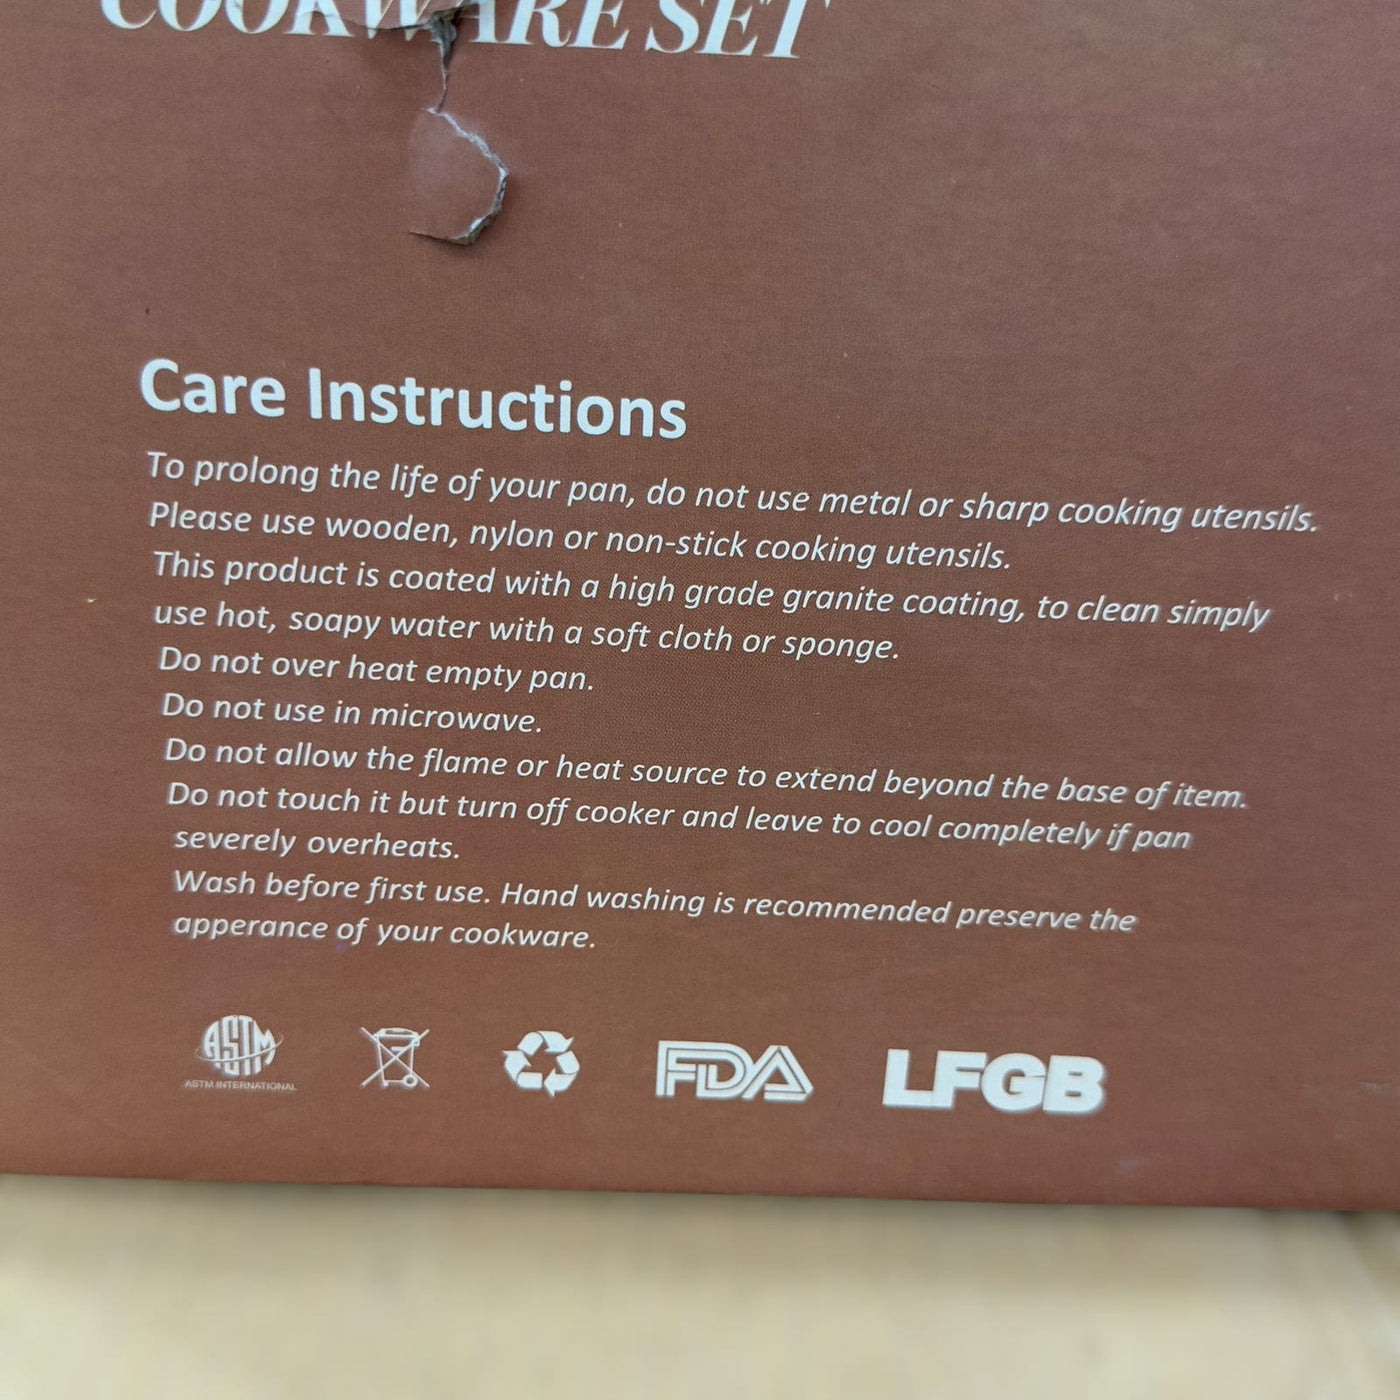 COOKWARE SET
Care Instructions
To prolong the life of your pan, do not use metal or sharp cooking utensils.
Please use wooden, nylon or non-stick cooking utensils.
This product is coated with a high grade granite coating, to clean simply
use hot, soapy water with a soft cloth or sponge.
Do not over heat empty pan.
Do not use in microwave.
Do not allow the flame or heat source to extend beyond the base of item.
Do not touch it but turn off cooker and leave to cool completely if pan
severely overheats.
Wash before first use. Hand washing is recommended preserve the
apperance of your cookware.
ASTM
ASTM INTERNATIONAL
FDA
LFGB